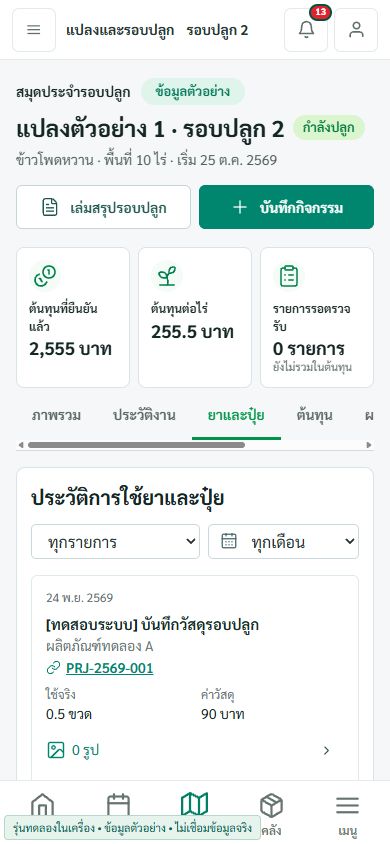 แปลงและรอบปลูก รอบปลูก 2
13
สมุดประจำรอบปลูก ข้อมูลตัวอย่าง
แปลงตัวอย่าง 1 · รอบปลูก 2 กำลังปลูก
ข้าวโพดหวาน · พื้นที่ 10 ไร่ · เริ่ม 25 ต.ค. 2569
เล่มสรุปรอบปลูก
บันทึกกิจกรรม
ต้นทุนที่ยืนยัน
แล้ว
2,555 บาท
ต้นทุนต่อไร่
255.5 บาท
รายการรอตรวจ
รับ
0 รายการ
ยังไม่รวมในต้นทุน
ภาพรวม ประวัติงาน ยาและปุ๋ย ต้นทุน ผ
ประวัติการใช้ยาและปุ๋ย
ทุกรายการ ทุกเดือน
24 พ.ย. 2569
[ทดสอบระบบ] บันทึกวัสดุรอบปลูก
ผลิตภัณฑ์ทดลอง A
PRJ-2569-001
ใช้จริง ค่าวัสดุ
0.5 ขวด 90 บาท
0 รูป
คลัง เมนู
รุ่นทดลองในเครื่อง • ข้อมูลตัวอย่าง • ไม่เชื่อมข้อมูลจริง